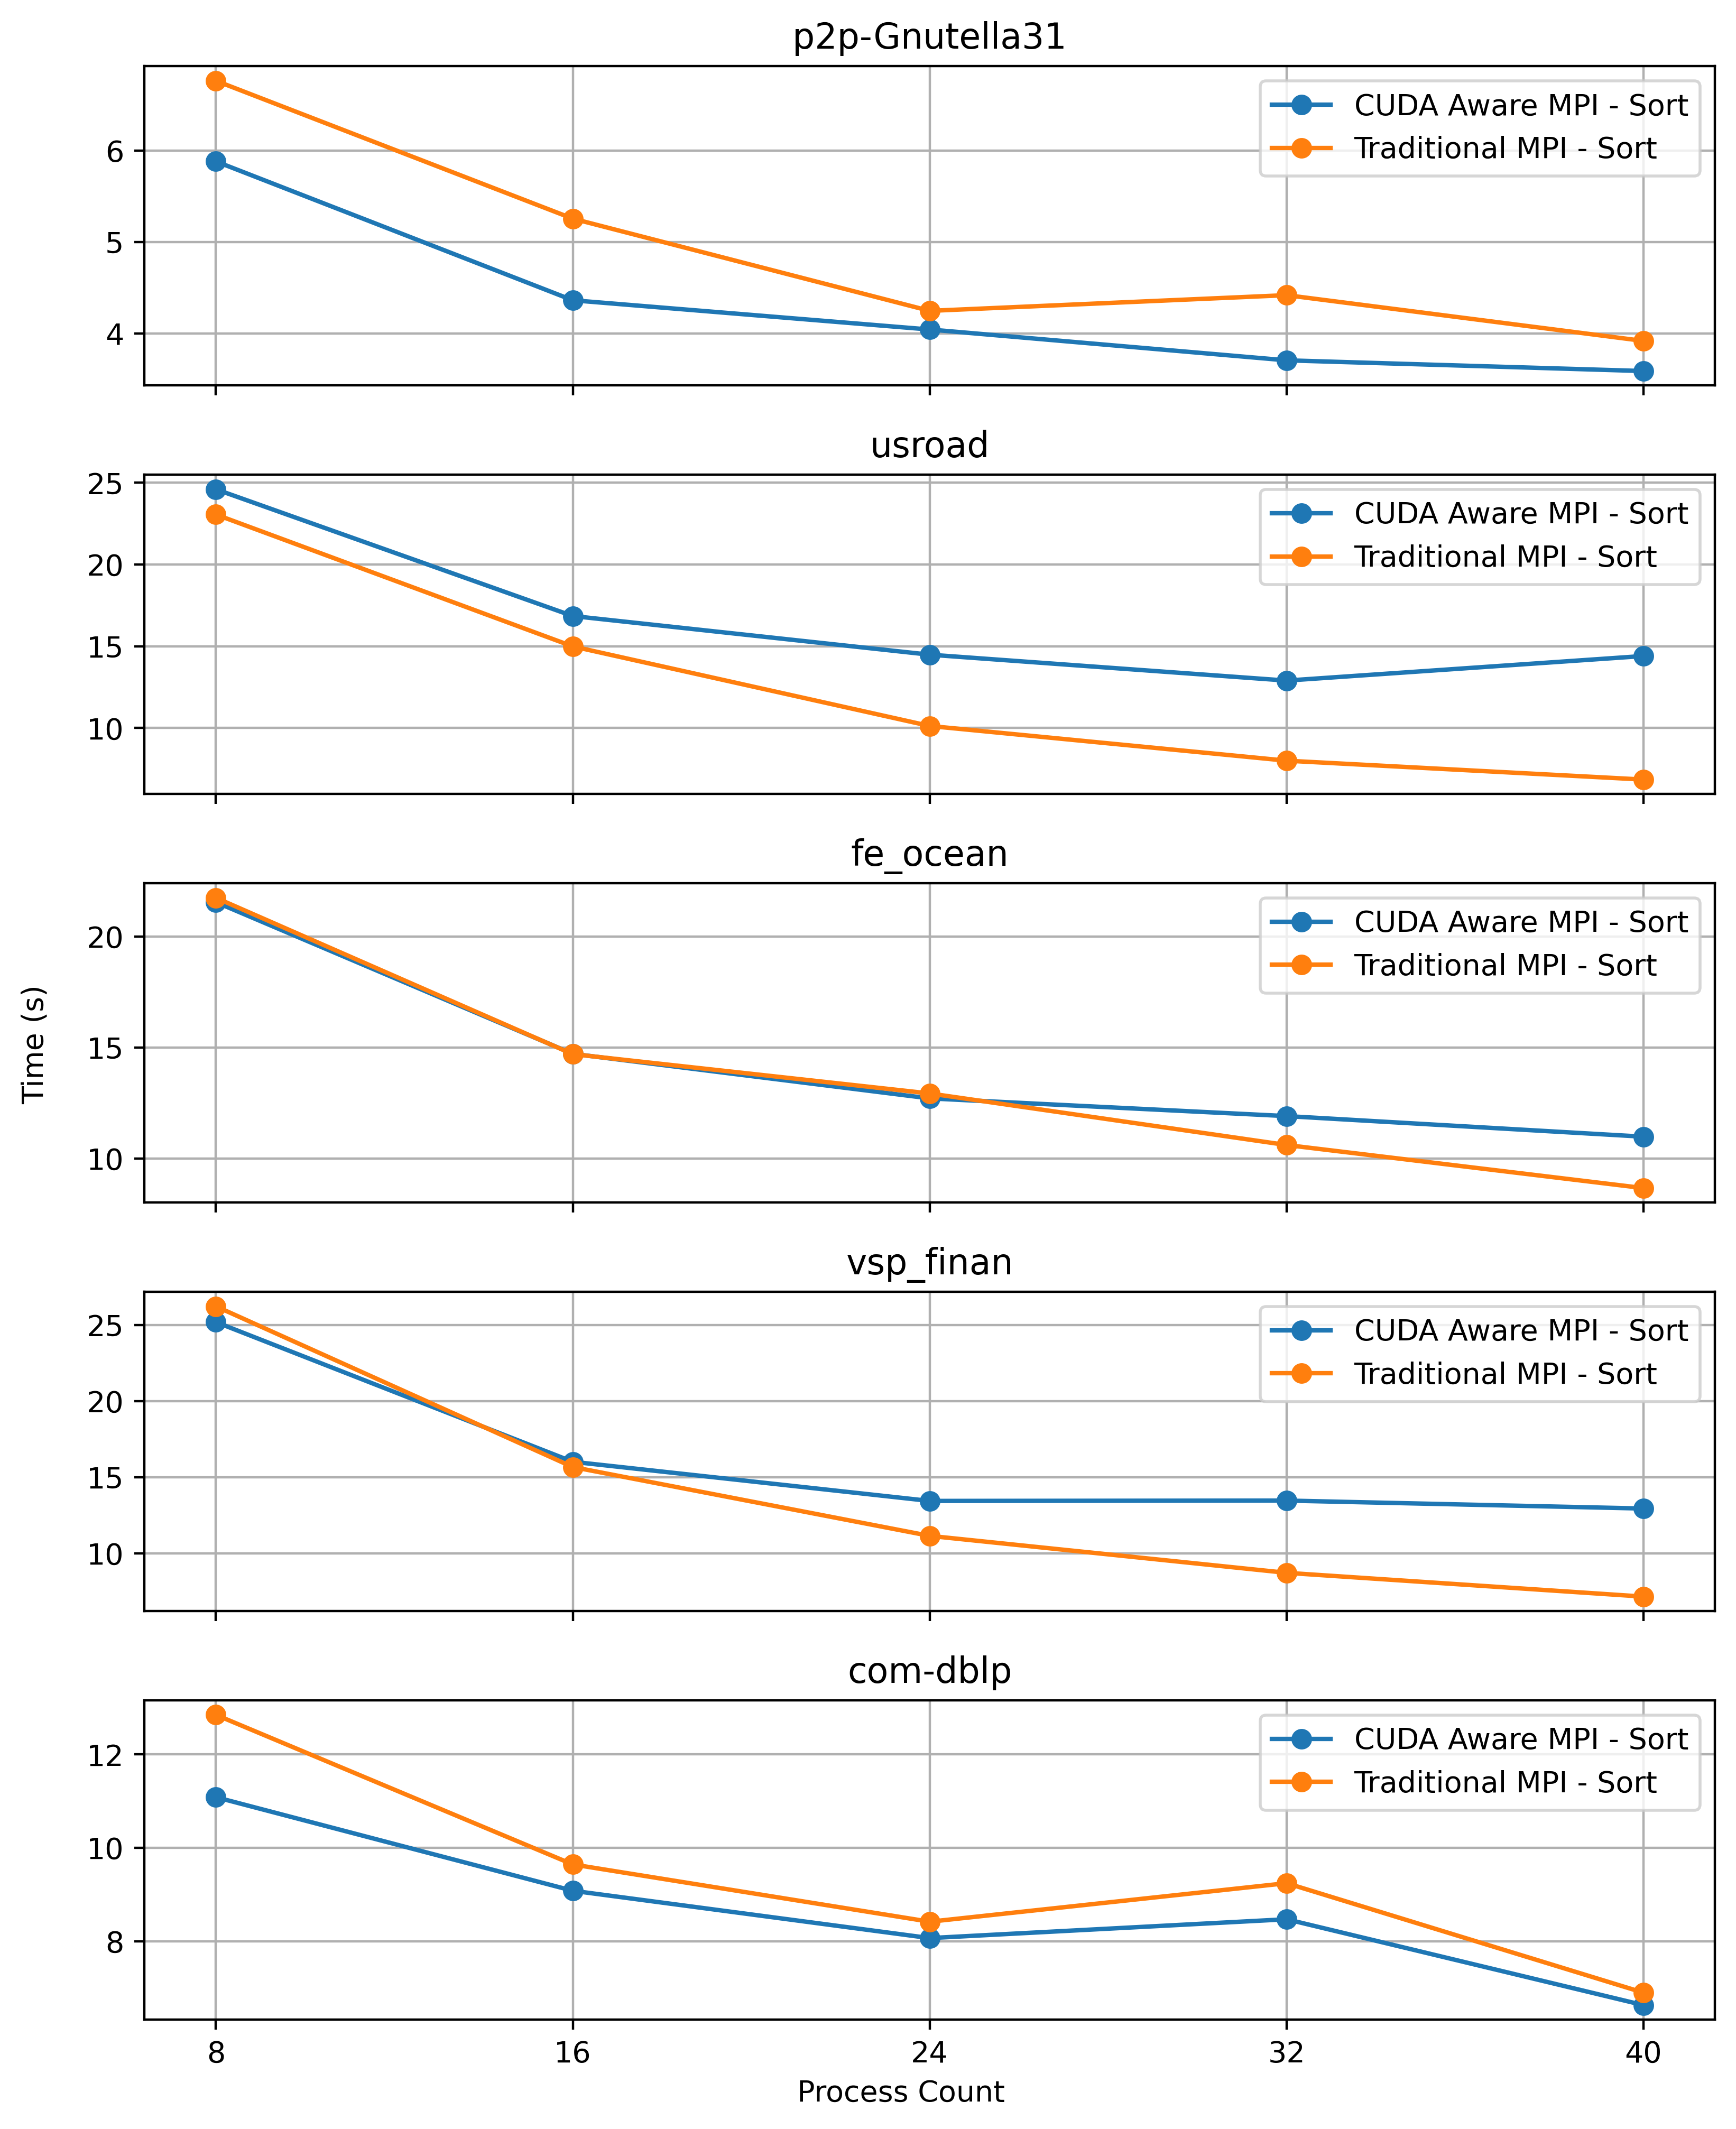 p2p-Gnutella31
6
5
4
CUDA Aware MPI - Sort
Traditional MPI - Sort
usroad
25
20
15
10
CUDA Aware MPI - Sort
Traditional MPI - Sort
fe_ocean
20
15
10
CUDA Aware MPI - Sort
Traditional MPI - Sort
Time (s)
vsp_finan
25
20
15
10
CUDA Aware MPI - Sort
Traditional MPI - Sort
com-dblp
12
10
8
CUDA Aware MPI - Sort
Traditional MPI - Sort
8 16 24 32 40
Process Count